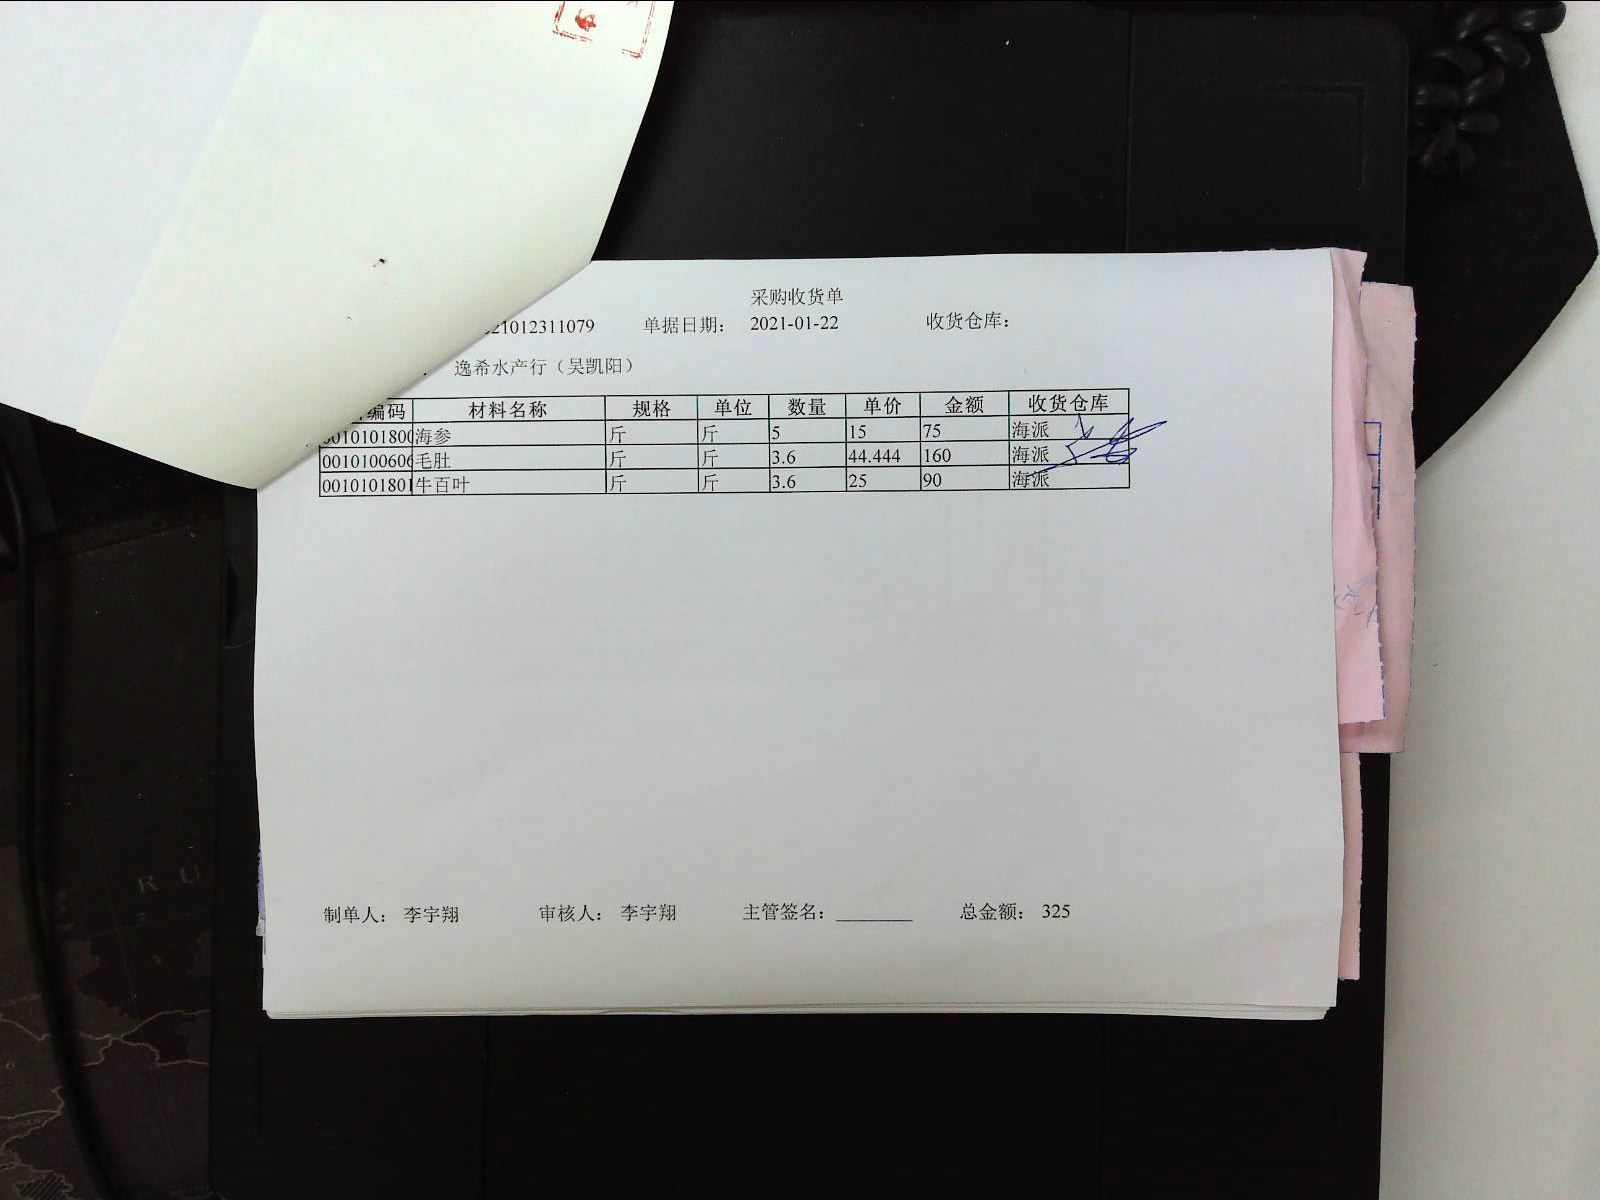 采购收货单
21012311079 单据日期： 2021-01-22 收货仓库：
逸希水产行（吴凯阳）
编码 材料名称 规格 单位 数量 单价 金额 收货仓库
010101800 海参 斤 斤 5 15 75 海派
0010100606 毛肚 斤 斤 3.6 44.444 160 海派
0010101801 牛百叶 斤 斤 3.6 25 90 海派
制单人： 李宇翔 审核人： 李宇翔 主管签名：________ 总金额： 325